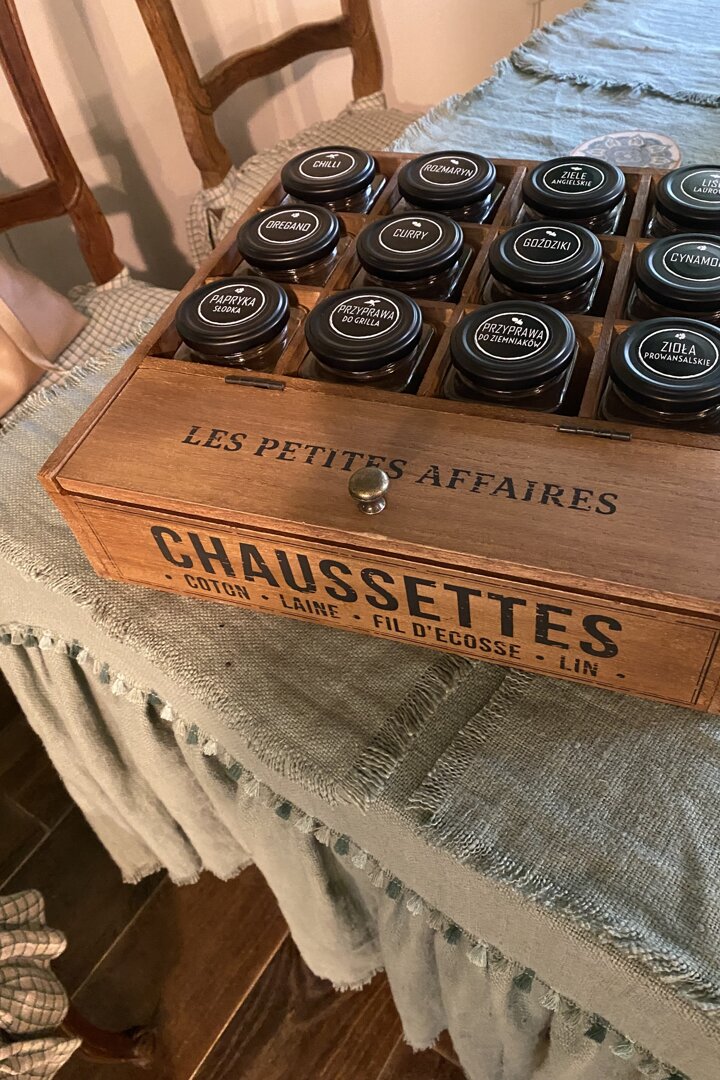 CHILLI
ROZMARYN
ZIELE
ANGIELSKIE
OREGANO
CURRY
GOŹDZIKI
PAPRYKA
SŁODKA
PRZYPRAWA
DO GRILLA
PRZYPRAWA
DO ZIEMNIAKÓW
ZIOŁA
PROWANSALSKIE
LES PETITES AFFAIRES
CHAUSSETTES
• COTON • LAINE • FIL D'ECOSSE • LIN •